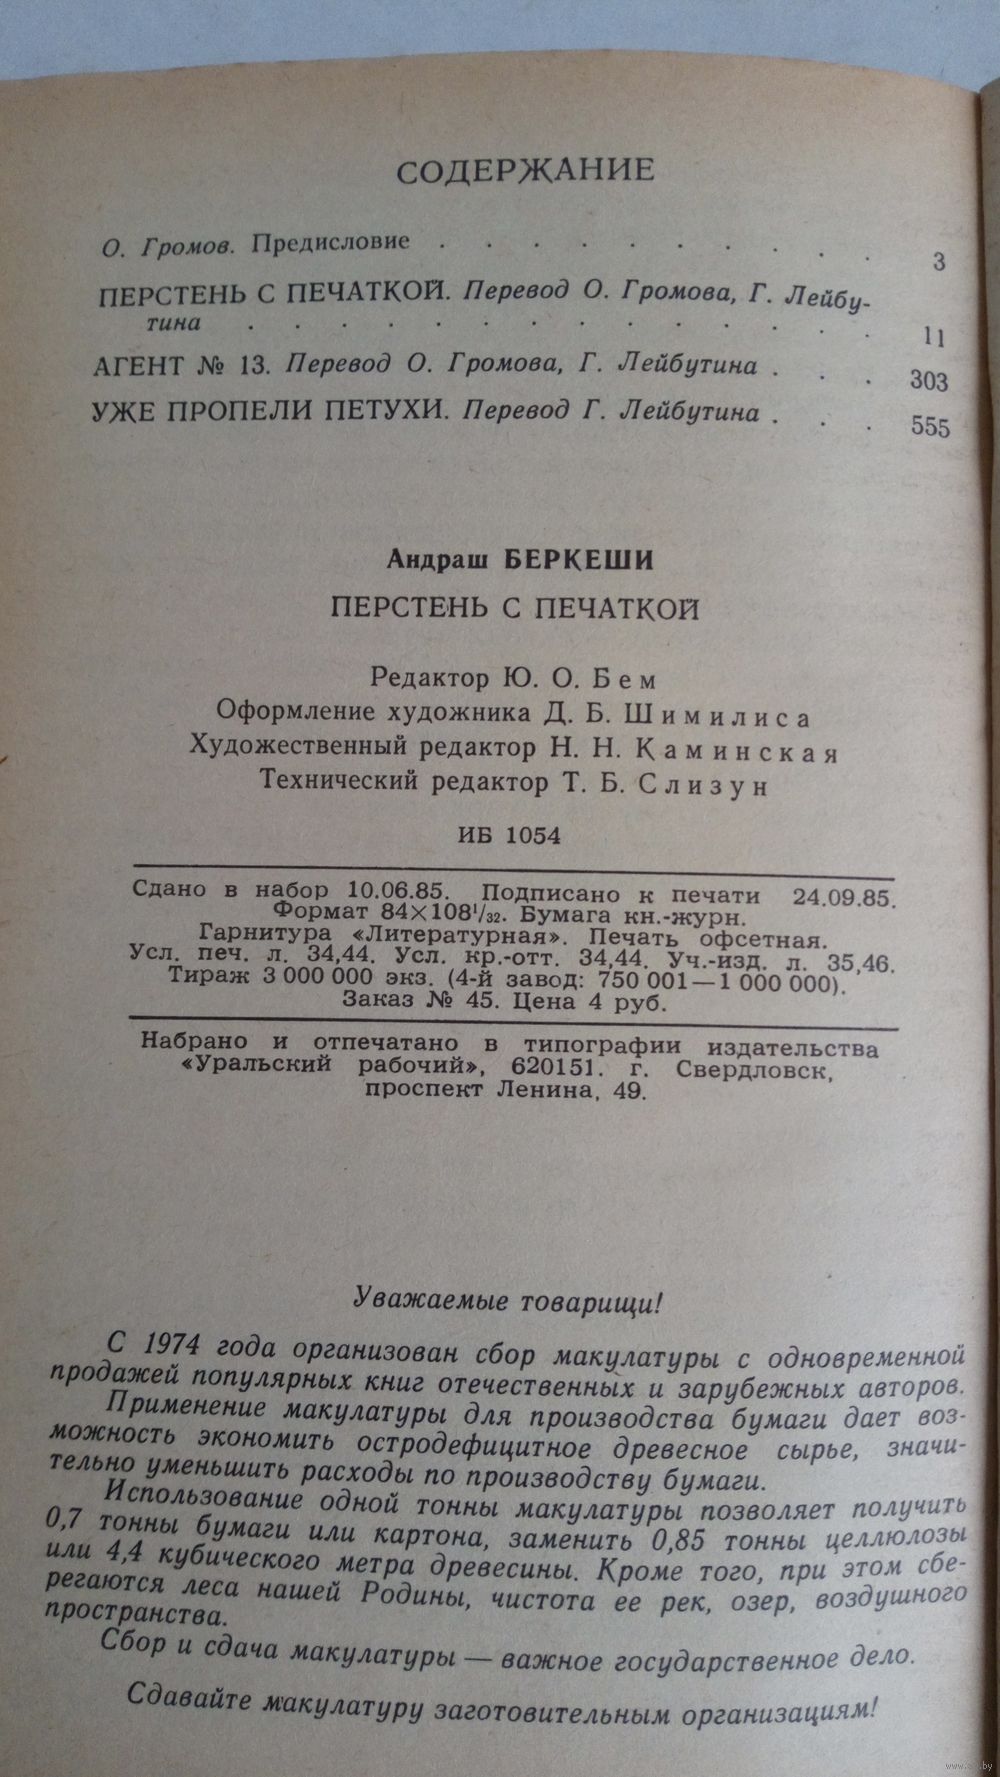 СОДЕРЖАНИЕ
О. Громов. Предисловие . . . . . . . . . . 3
ПЕРСТЕНЬ С ПЕЧАТКОЙ. Перевод О. Громова, Г. Лейбу-
тина . . . . . . . . . . . . . . 11
АГЕНТ № 13. Перевод О. Громова, Г. Лейбутина . . . 303
УЖЕ ПРОПЕЛИ ПЕТУХИ. Перевод Г. Лейбутина . . . 555
Андраш БЕРКЕШИ
ПЕРСТЕНЬ С ПЕЧАТКОЙ
Редактор Ю. О. Бем
Оформление художника Д. Б. Шимилиса
Художественный редактор Н. Н. Каминская
Технический редактор Т. Б. Слизун
ИБ 1054
Сдано в набор 10.06.85. Подписано к печати 24.09.85.
Формат 84×108¹/₃₂. Бумага кн.-журн.
Гарнитура «Литературная». Печать офсетная.
Усл. печ. л. 34,44. Усл. кр.-отт. 34,44. Уч.-изд. л. 35,46.
Тираж 3 000 000 экз. (4-й завод: 750 001—1 000 000).
Заказ № 45. Цена 4 руб.
Набрано и отпечатано в типографии издательства
«Уральский рабочий», 620151. г. Свердловск,
проспект Ленина, 49.
Уважаемые товарищи!
С 1974 года организован сбор макулатуры с одновременной
продажей популярных книг отечественных и зарубежных авторов.
Применение макулатуры для производства бумаги дает воз-
можность экономить остродефицитное древесное сырье, значи-
тельно уменьшить расходы по производству бумаги.
Использование одной тонны макулатуры позволяет получить
0,7 тонны бумаги или картона, заменить 0,85 тонны целлюлозы
или 4,4 кубического метра древесины. Кроме того, при этом сбе-
регаются леса нашей Родины, чистота ее рек, озер, воздушного
пространства.
Сбор и сдача макулатуры — важное государственное дело.
Сдавайте макулатуру заготовительным организациям!